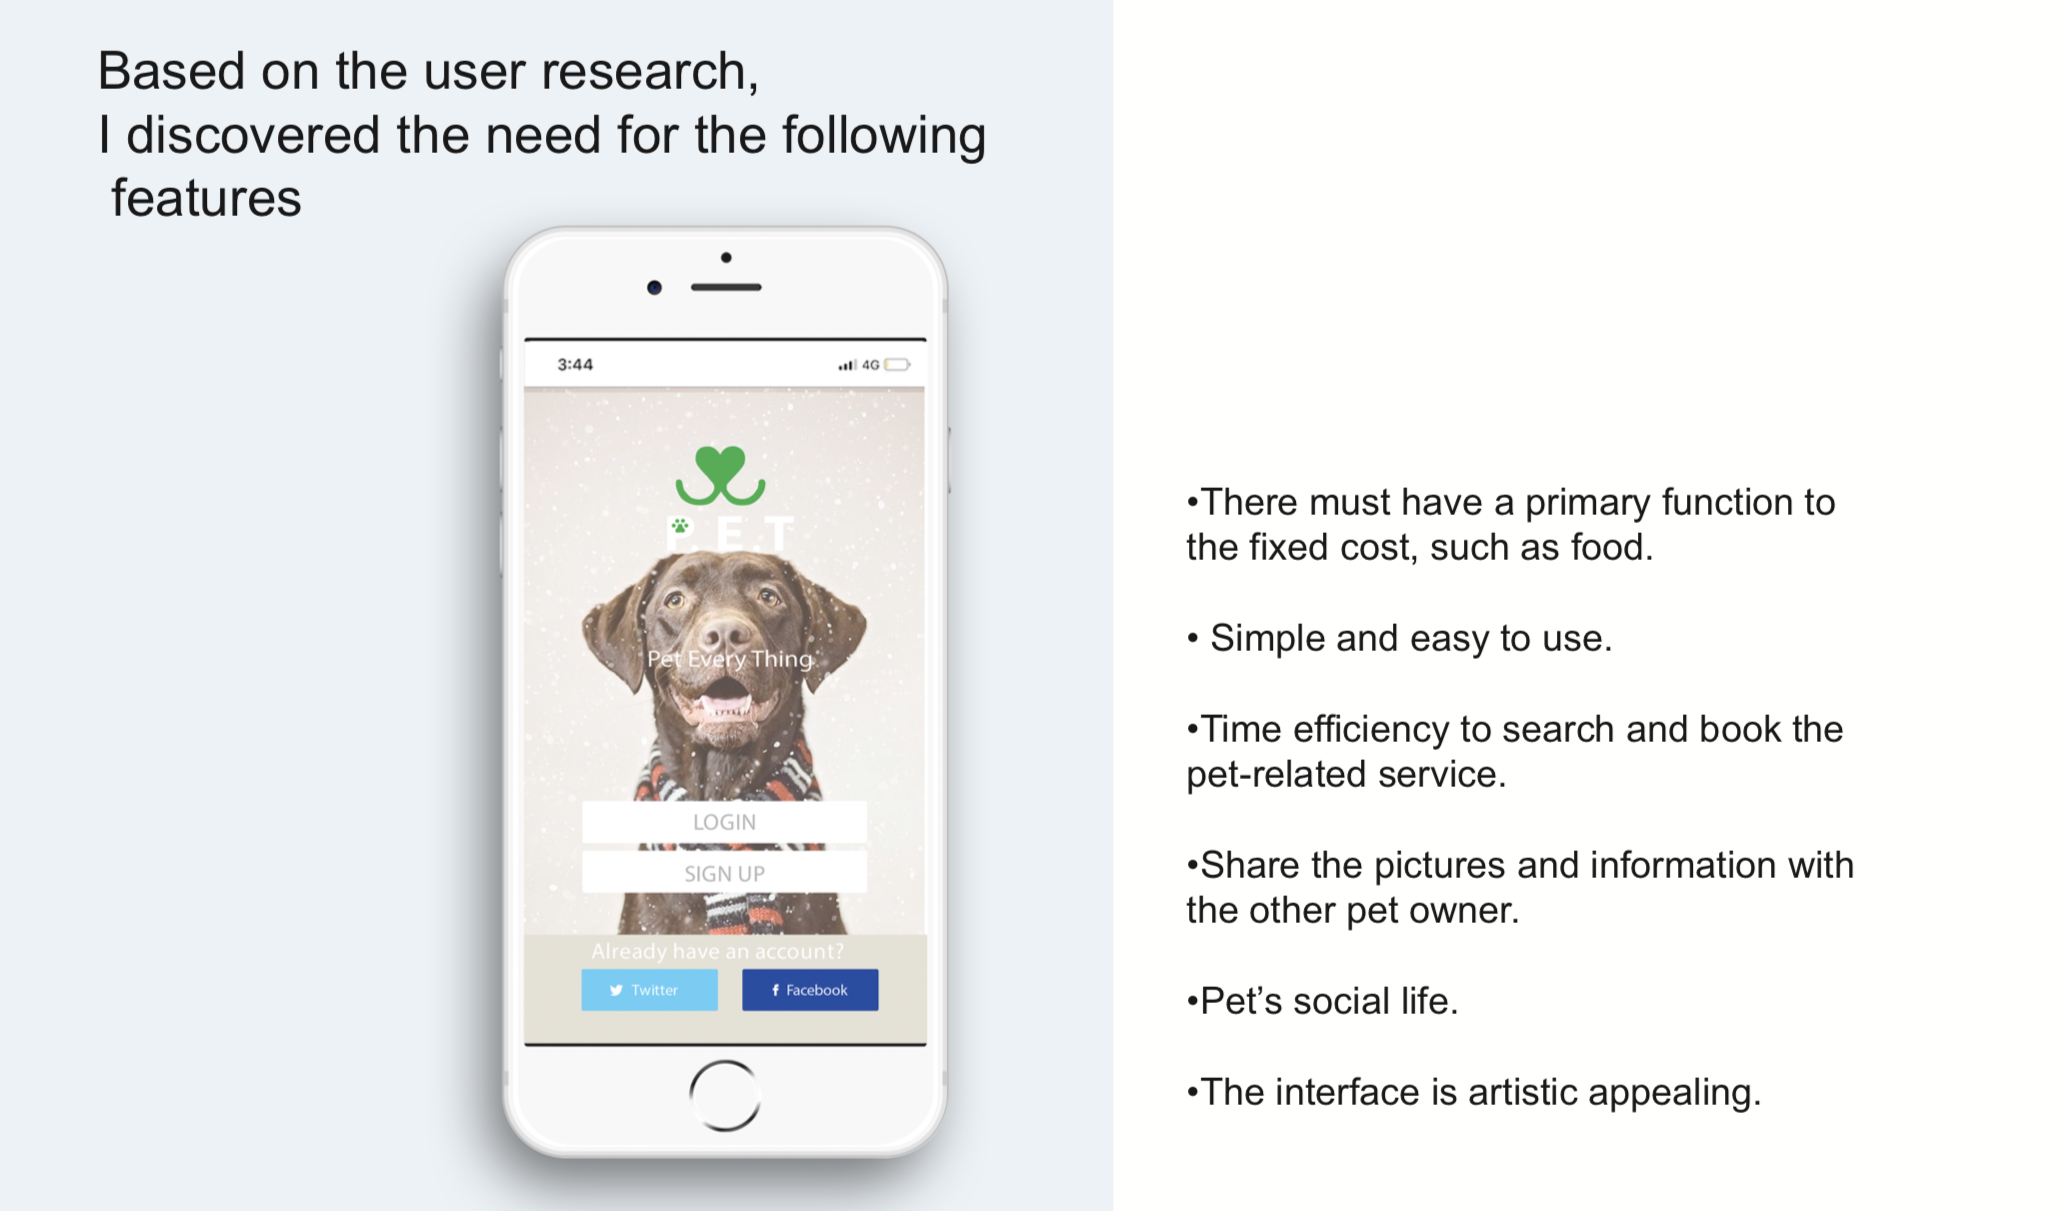 Based on the user research,
I discovered the need for the following
features
3:44
4G
P.E.T
Pet Every Thing
LOGIN
SIGN UP
Already have an account?
Twitter
Facebook
•There must have a primary function to
the fixed cost, such as food.
• Simple and easy to use.
•Time efficiency to search and book the
pet-related service.
•Share the pictures and information with
the other pet owner.
•Pet’s social life.
•The interface is artistic appealing.